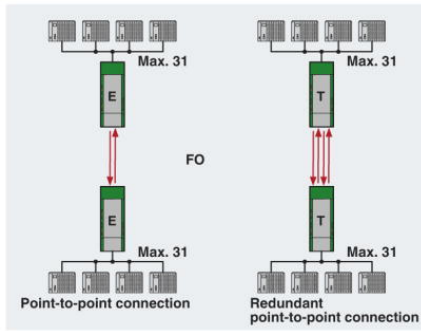 Max. 31
Max. 31
E
T
FO
E
T
Max. 31
Max. 31
Point-to-point connection
Redundant
point-to-point connection